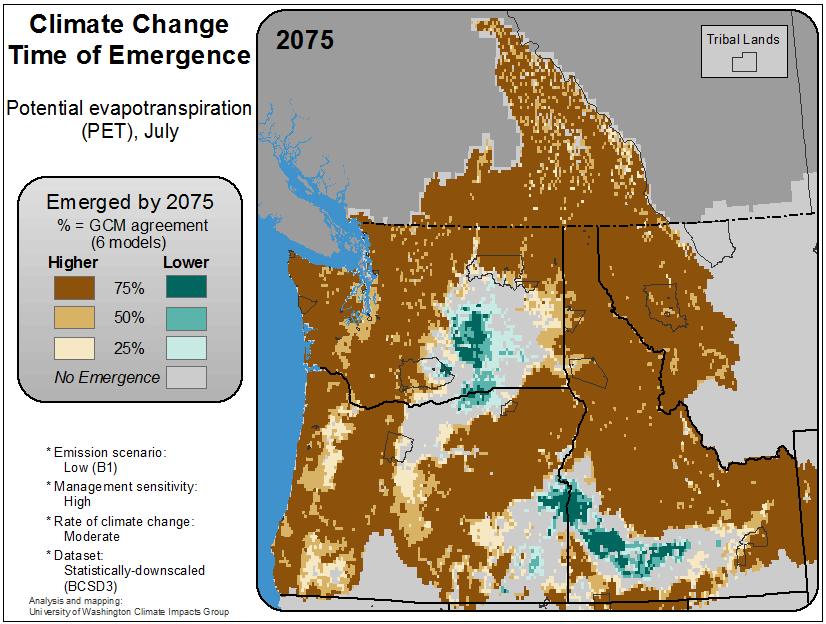 Climate Change
Time of Emergence
Potential evapotranspiration
(PET), July
Emerged by 2075
% = GCM agreement
(6 models)
Higher Lower
75%
50%
25%
No Emergence
* Emission scenario:
Low (B1)
* Management sensitivity:
High
* Rate of climate change:
Moderate
* Dataset:
Statistically-downscaled
(BCSD3)
Analysis and mapping:
University of Washington Climate Impacts Group
2075
Tribal Lands